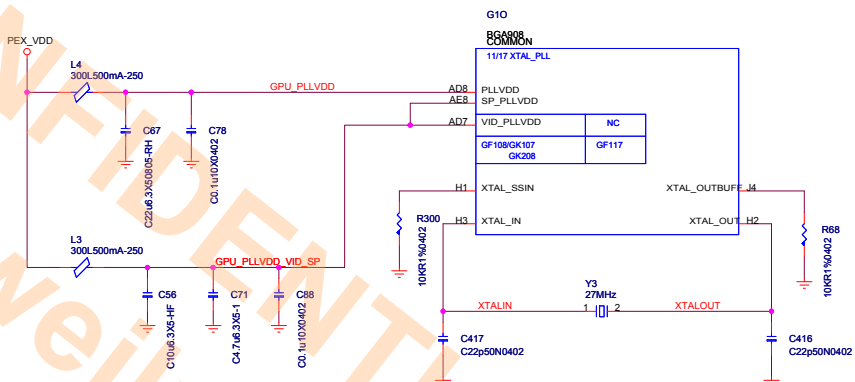 G1O
BGA908
COMMON
11/17 XTAL_PLL
PEX_VDD
L4
300L500mA-250
GPU_PLLVDD
AD8
PLLVDD
AE8
SP_PLLVDD
AD7
VID_PLLVDD
NC
GF108/GK107
GK208
GF117
C67
C22u6.3X50805-RH
C78
C0.1u10X0402
H1
XTAL_SSIN
XTAL_OUTBUFF
J4
H3
XTAL_IN
XTAL_OUT
H2
R300
10KR1%0402
R68
10KR1%0402
L3
300L500mA-250
GPU_PLLVDD_VID_SP
C56
C10u6.3X5-HF
C71
C4.7u6.3X5-1
C88
C0.1u10X0402
Y3
27MHz
XTALIN
1
2
XTALOUT
C417
C22p50N0402
C416
C22p50N0402
NFIDENT
wei